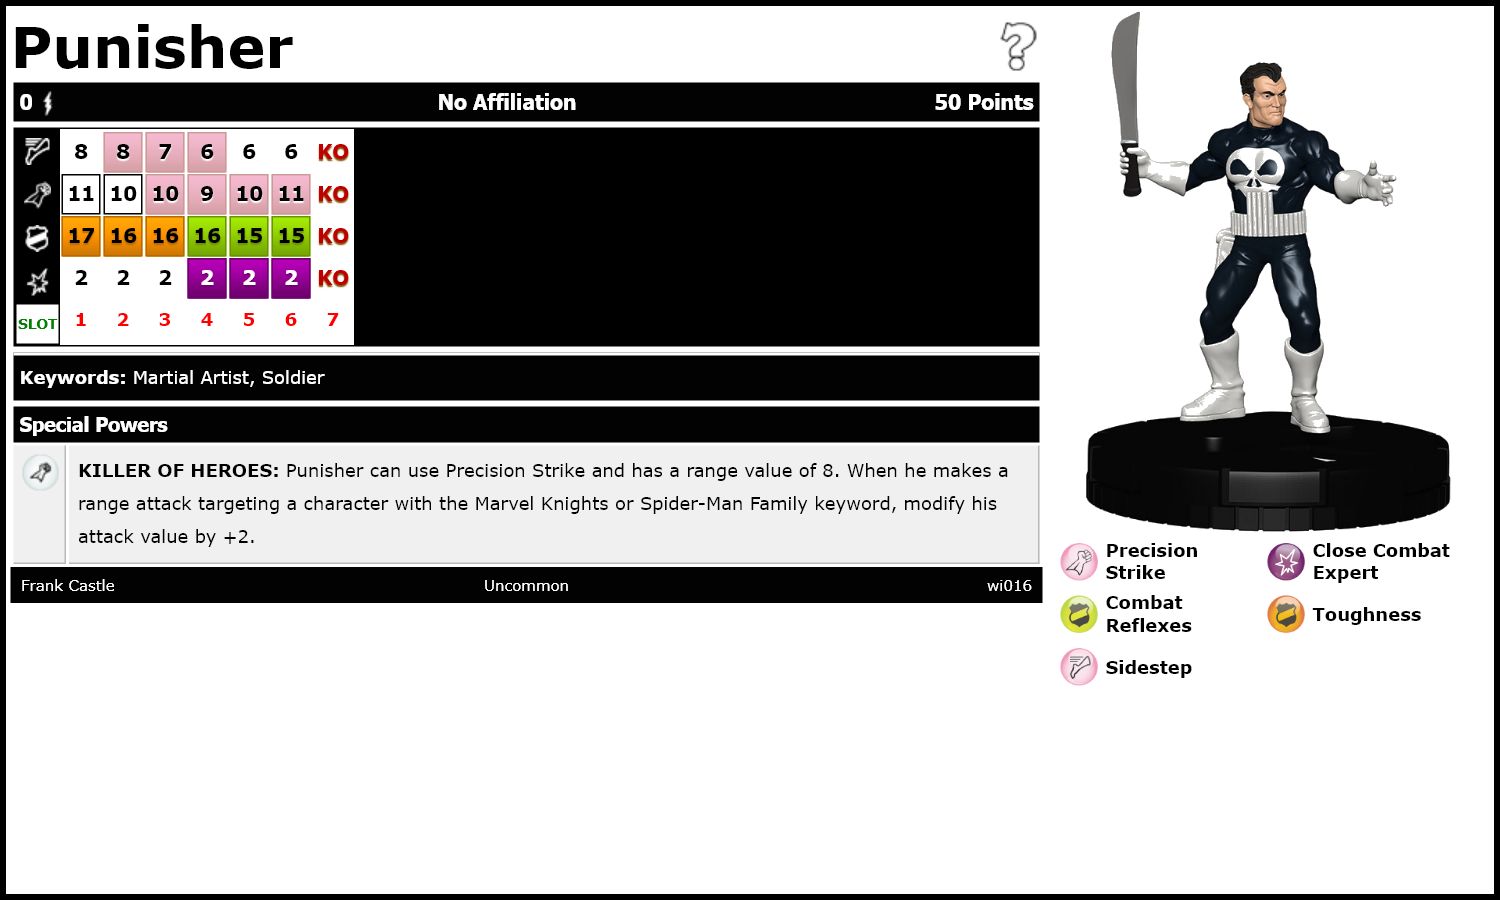 Punisher
0 No Affiliation 50 Points
8 8 7 6 6 6 KO
11 10 10 9 10 11 KO
17 16 16 16 15 15 KO
2 2 2 2 2 2 KO
SLOT 1 2 3 4 5 6 7
Keywords: Martial Artist, Soldier
Special Powers
KILLER OF HEROES: Punisher can use Precision Strike and has a range value of 8. When he makes a
range attack targeting a character with the Marvel Knights or Spider-Man Family keyword, modify his
attack value by +2.
Frank Castle Uncommon wi016
Precision
Strike
Close Combat
Expert
Combat
Reflexes
Toughness
Sidestep